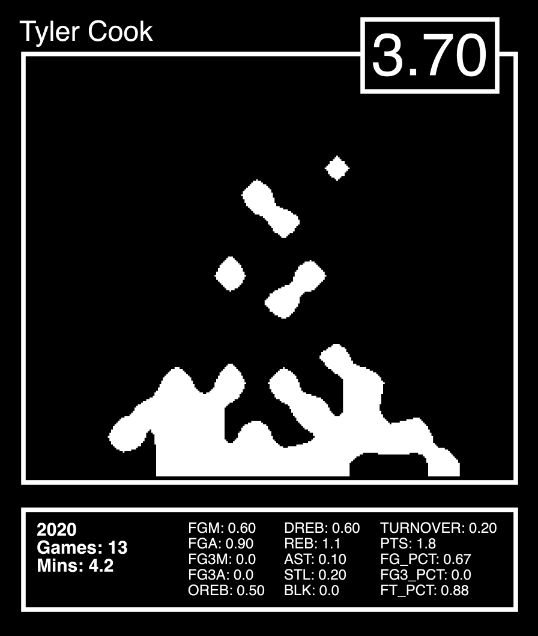 Tyler Cook
3.70
2020
Games: 13
Mins: 4.2
FGM: 0.60
FGA: 0.90
FG3M: 0.0
FG3A: 0.0
OREB: 0.50
DREB: 0.60
REB: 1.1
AST: 0.10
STL: 0.20
BLK: 0.0
TURNOVER: 0.20
PTS: 1.8
FG_PCT: 0.67
FG3_PCT: 0.0
FT_PCT: 0.88